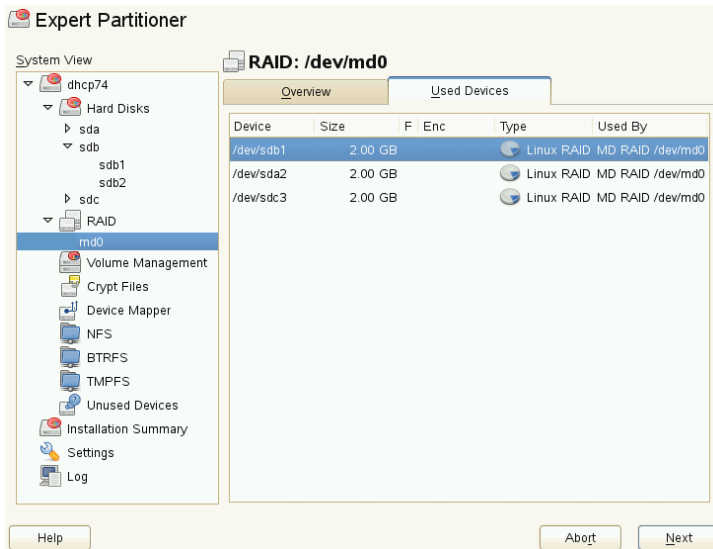 Expert Partitioner
System View
dhcp74
Hard Disks
sda
sdb
sdb1
sdb2
sdc
RAID
md0
Volume Management
Crypt Files
Device Mapper
NFS
BTRFS
TMPFS
Unused Devices
Installation Summary
Settings
Log
RAID: /dev/md0
Overview Used Devices
Device Size F Enc Type Used By
/dev/sdb1 2.00 GB Linux RAID MD RAID /dev/md0
/dev/sda2 2.00 GB Linux RAID MD RAID /dev/md0
/dev/sdc3 2.00 GB Linux RAID MD RAID /dev/md0
Help Abort Next